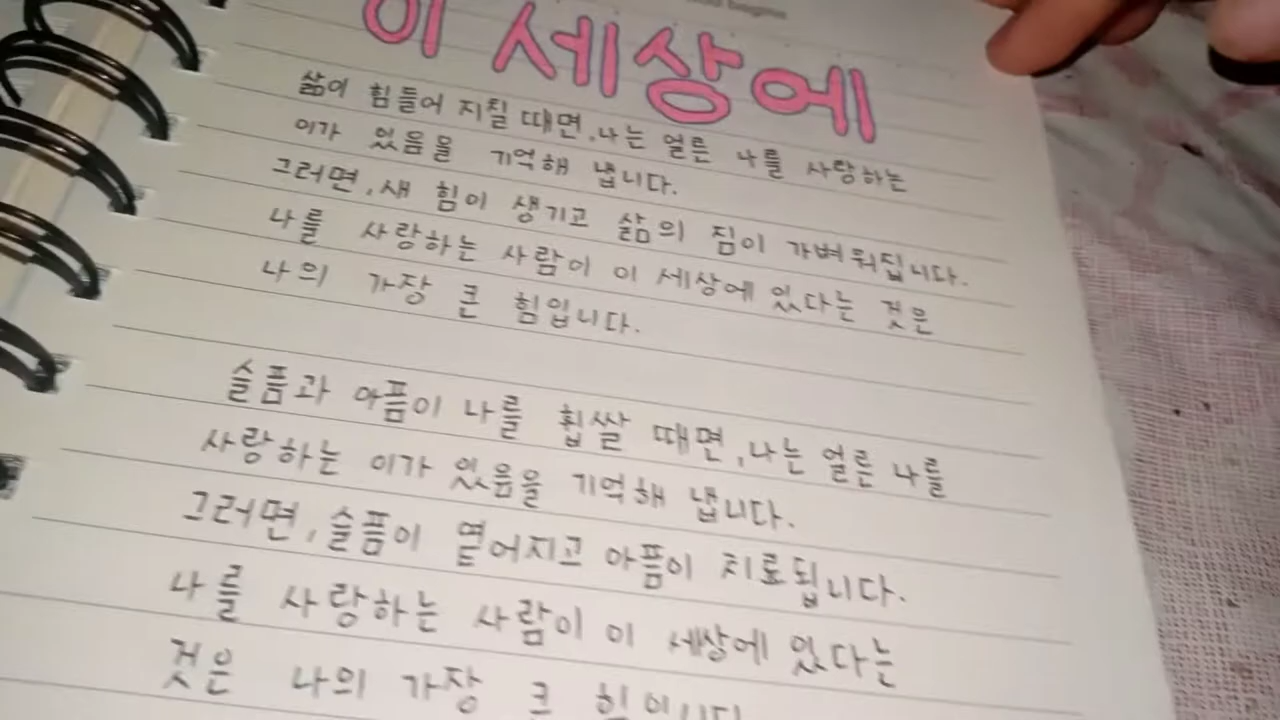 이 세상에
삶이 힘들어 지칠 때면,나는 얼른 나를 사랑하는
이가 있음을 기억해 냅니다.
그러면,새 힘이 생기고 삶의 짐이 가벼워집니다.
나를 사랑하는 사람이 이 세상에 있다는 것은
나의 가장 큰 힘입니다.
슬픔과 아픔이 나를 휩쌀 때면,나는 얼른 나를
사랑하는 이가 있음을 기억해 냅니다.
그러면,슬픔이 옅어지고 아픔이 치료됩니다.
나를 사랑하는 사람이 이 세상에 있다는
것은 나의 가장 큰